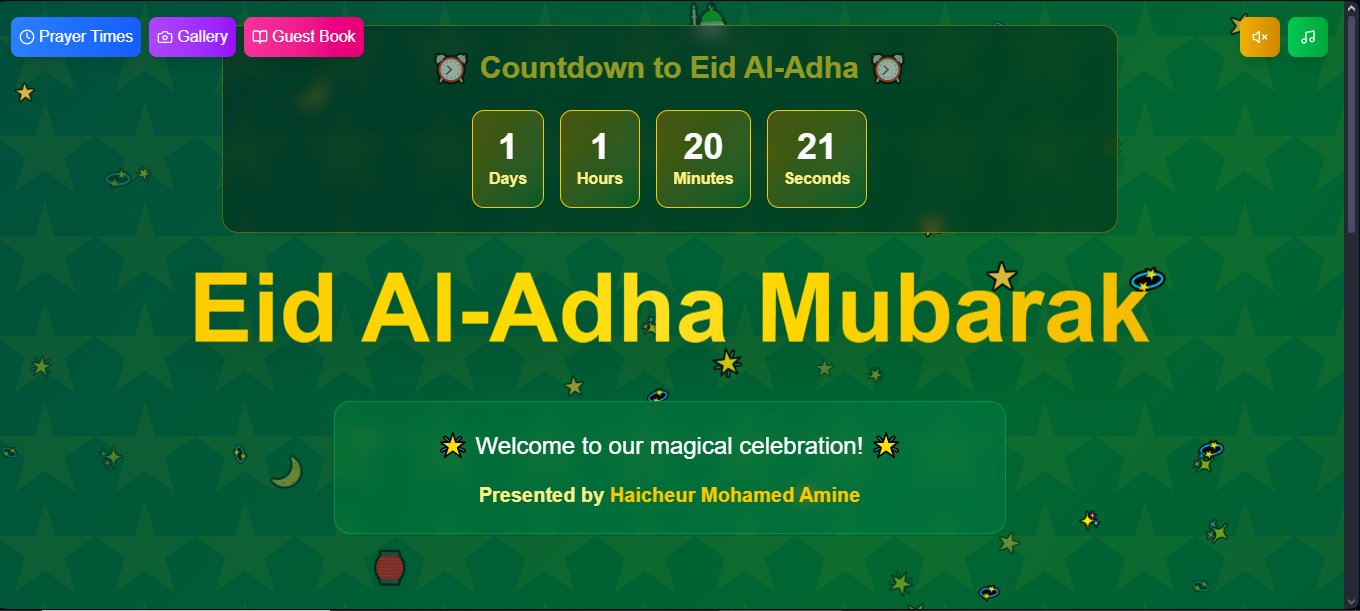 Prayer Times
Gallery
Guest Book
Countdown to Eid Al-Adha
1 Days
1 Hours
20 Minutes
21 Seconds
Eid Al-Adha Mubarak
Welcome to our magical celebration!
Presented by Haicheur Mohamed Amine